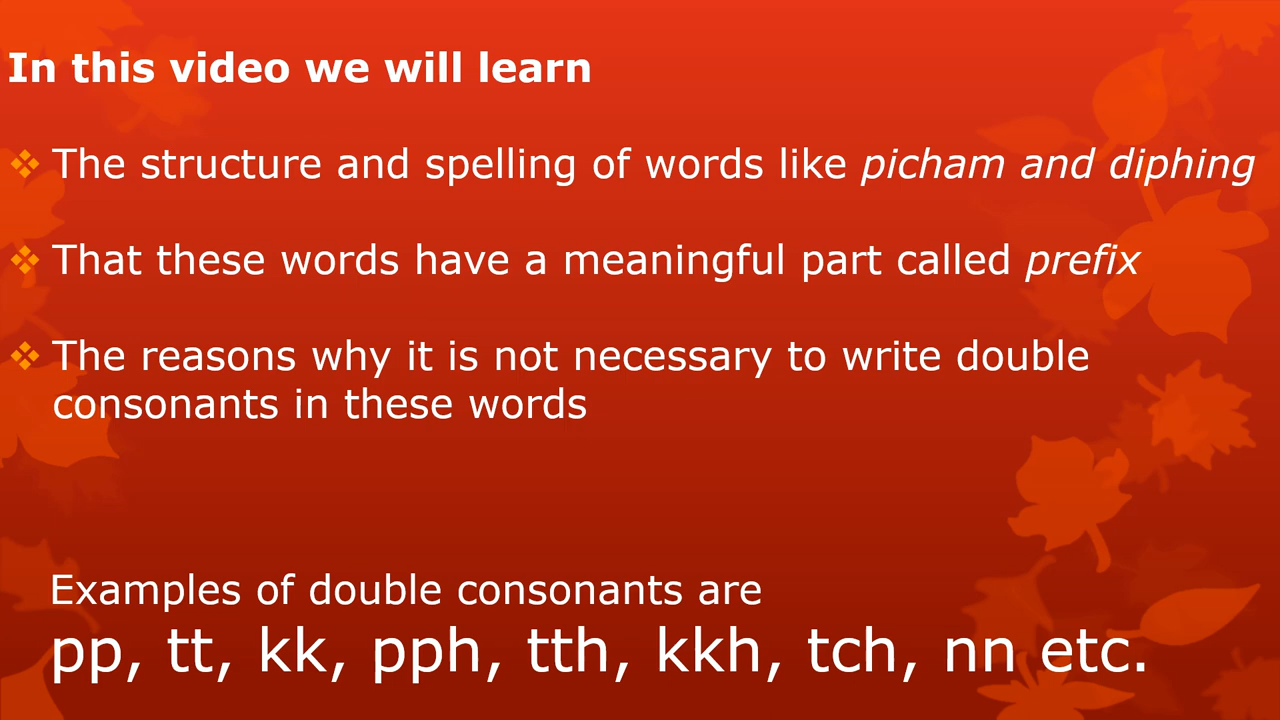 In this video we will learn
❖ The structure and spelling of words like picham and diphing
❖ That these words have a meaningful part called prefix
❖ The reasons why it is not necessary to write double
consonants in these words
Examples of double consonants are
pp, tt, kk, pph, tth, kkh, tch, nn etc.